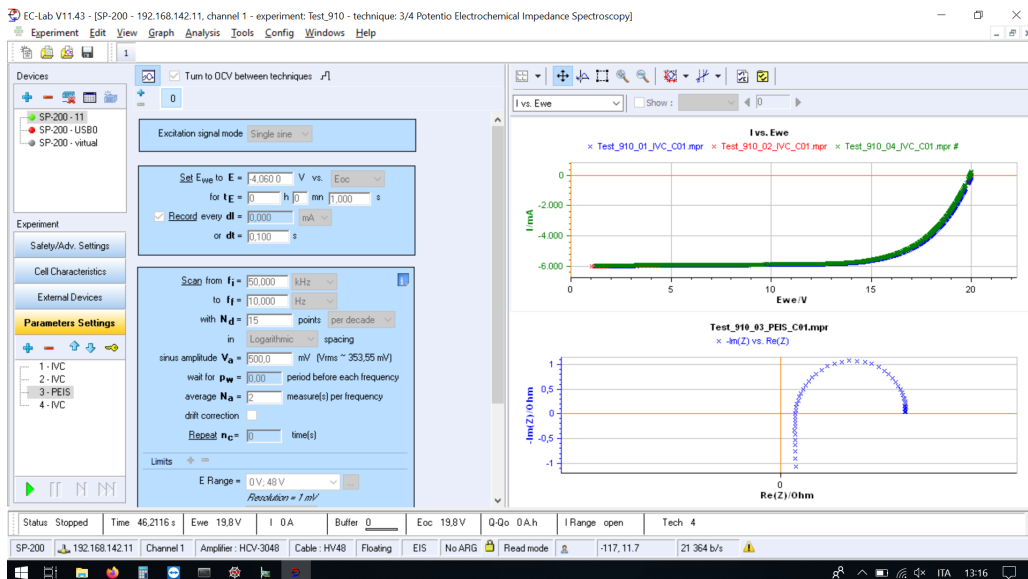 EC-Lab V11.43 - [SP-200 - 192.168.142.11, channel 1 - experiment: Test_910 - technique: 3/4 Potentio Electrochemical Impedance Spectroscopy]
Experiment Edit View Graph Analysis Tools Config Windows Help
1
Devices
SP-200 - 11
SP-200 - USB0
SP-200 - virtual
Experiment
Safety/Adv. Settings
Cell Characteristics
External Devices
Parameters Settings
1 - IVC
2 - IVC
3 - PEIS
4 - IVC
Turn to OCV between techniques
0
Excitation signal mode Single sine
Set EWE to E = -4,060 0 V vs. Eoc
for tE = 0 h 0 mn 1,000 s
Record every dI = 0,000 mA
or dt = 0,100 s
Scan from fi = 50,000 kHz
to ff = 10,000 Hz
with Nd = 15 points per decade
in Logarithmic spacing
sinus amplitude Va = 500,0 mV (Vrms ~ 353,55 mV)
wait for pw = 0,00 period before each frequency
average Na = 2 measure(s) per frequency
drift correction
Repeat nc= 0 time(s)
Limits
E Range = 0 V; 48 V ...
Resolution = 1 mV
I vs. Ewe Show : 0
I vs. Ewe
Test_910_01_IVC_C01.mpr Test_910_02_IVC_C01.mpr Test_910_04_IVC_C01.mpr #
I/mA
0
-2.000
-4.000
-6.000
0 5 10 15 20
Ewe/V
Test_910_03_PEIS_C01.mpr
-Im(Z) vs. Re(Z)
-Im(Z)/Ohm
1
0,5
0
-0,5
-1
0
Re(Z)/Ohm
Status Stopped Time 46,2116 s Ewe 19,8 V I 0 A Buffer 0 Eoc 19,8 V Q-Qo 0 A.h I Range open Tech 4
SP-200 192.168.142.11 Channel 1 Amplifier : HCV-3048 Cable : HV48 Floating EIS No ARG Read mode -117, 11.7 21 364 b/s
ITA 13:16